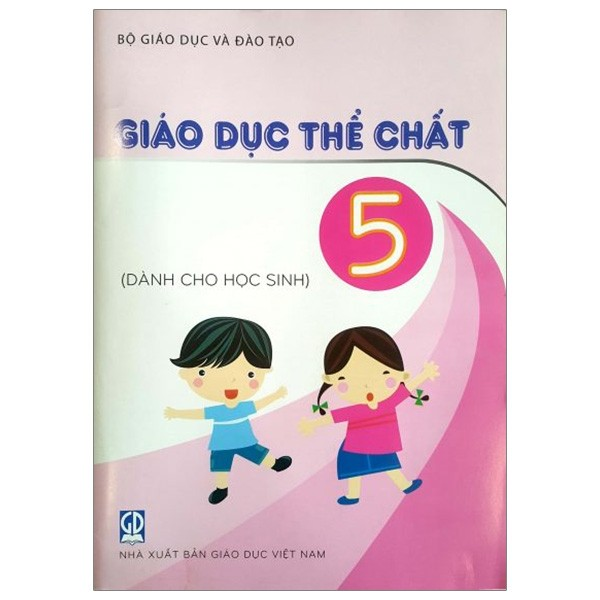 BỘ GIÁO DỤC VÀ ĐÀO TẠO
GIÁO DỤC THỂ CHẤT
5
(DÀNH CHO HỌC SINH)
GD
NHÀ XUẤT BẢN GIÁO DỤC VIỆT NAM